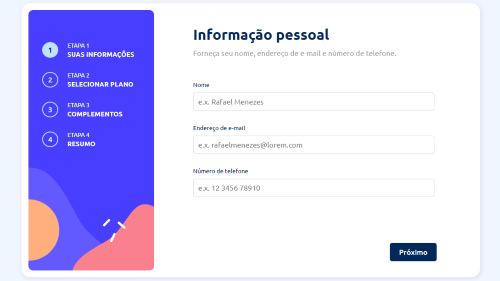 1
ETAPA 1
SUAS INFORMAÇÕES
2
ETAPA 2
SELECIONAR PLANO
3
ETAPA 3
COMPLEMENTOS
4
ETAPA 4
RESUMO
Informação pessoal
Forneça seu nome, endereço de e-mail e número de telefone.
Nome
e.x. Rafael Menezes
Endereço de e-mail
e.x. rafaelmenezes@lorem.com
Número de telefone
e.x. 12 3456 78910
Próximo